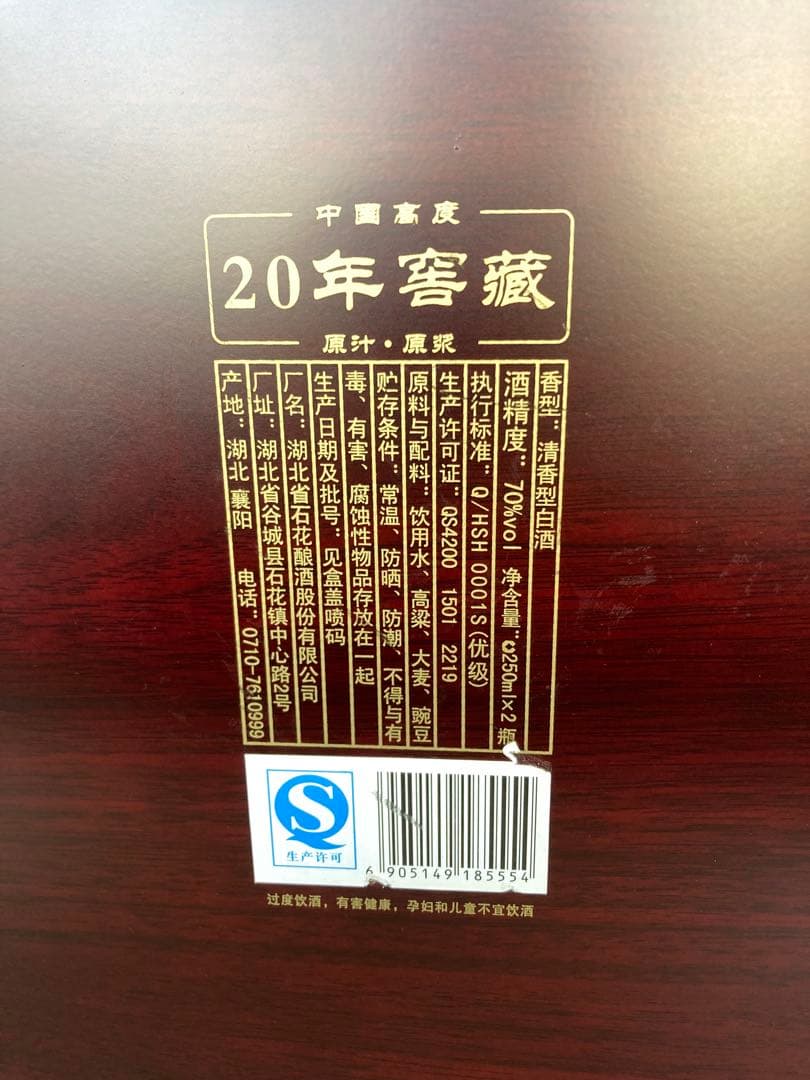 中国高度
20年窖藏
原汁·原浆
香型：清香型白酒
酒精度：70%vol 净含量：℮250ml×2瓶
执行标准：Q/HSH 0001S(优级)
生产许可证：QS4200 1501 2219
原料与配料：饮用水、高粱、大麦、豌豆
贮存条件：常温、防晒、防潮、不得与有
毒、有害、腐蚀性物品存放在一起
生产日期及批号：见盒盖喷码
厂名：湖北省石花酿酒股份有限公司
厂址：湖北省谷城县石花镇中心路2号
产地：湖北 襄阳 电话：0710-7610999
生产许可
6 905149 185554
过度饮酒，有害健康，孕妇和儿童不宜饮酒